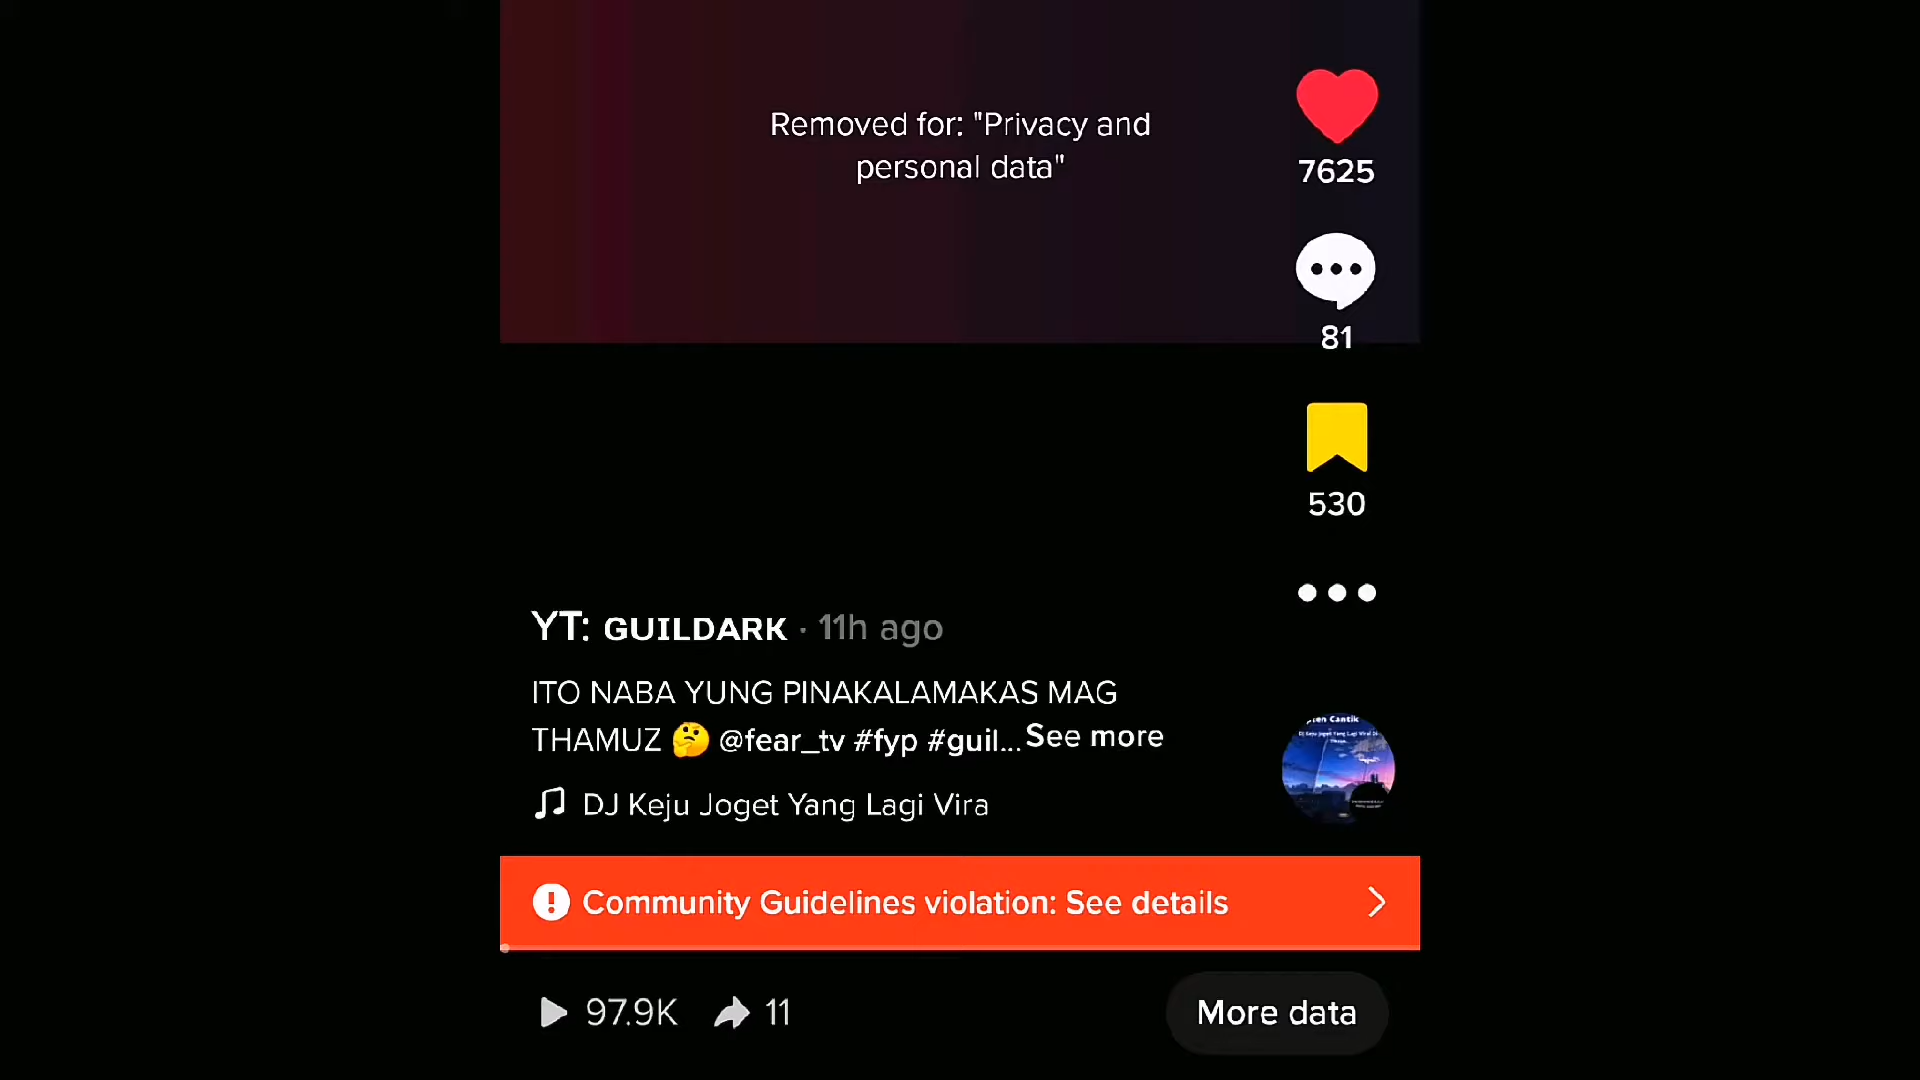 Removed for: "Privacy and
personal data"
7625
81
530
YT: GUILDARK · 11h ago
ITO NABA YUNG PINAKALAMAKAS MAG
THAMUZ 🤔 @fear_tv #fyp #guil... See more
DJ Keju Joget Yang Lagi Vira
Community Guidelines violation: See details
97.9K 11
More data